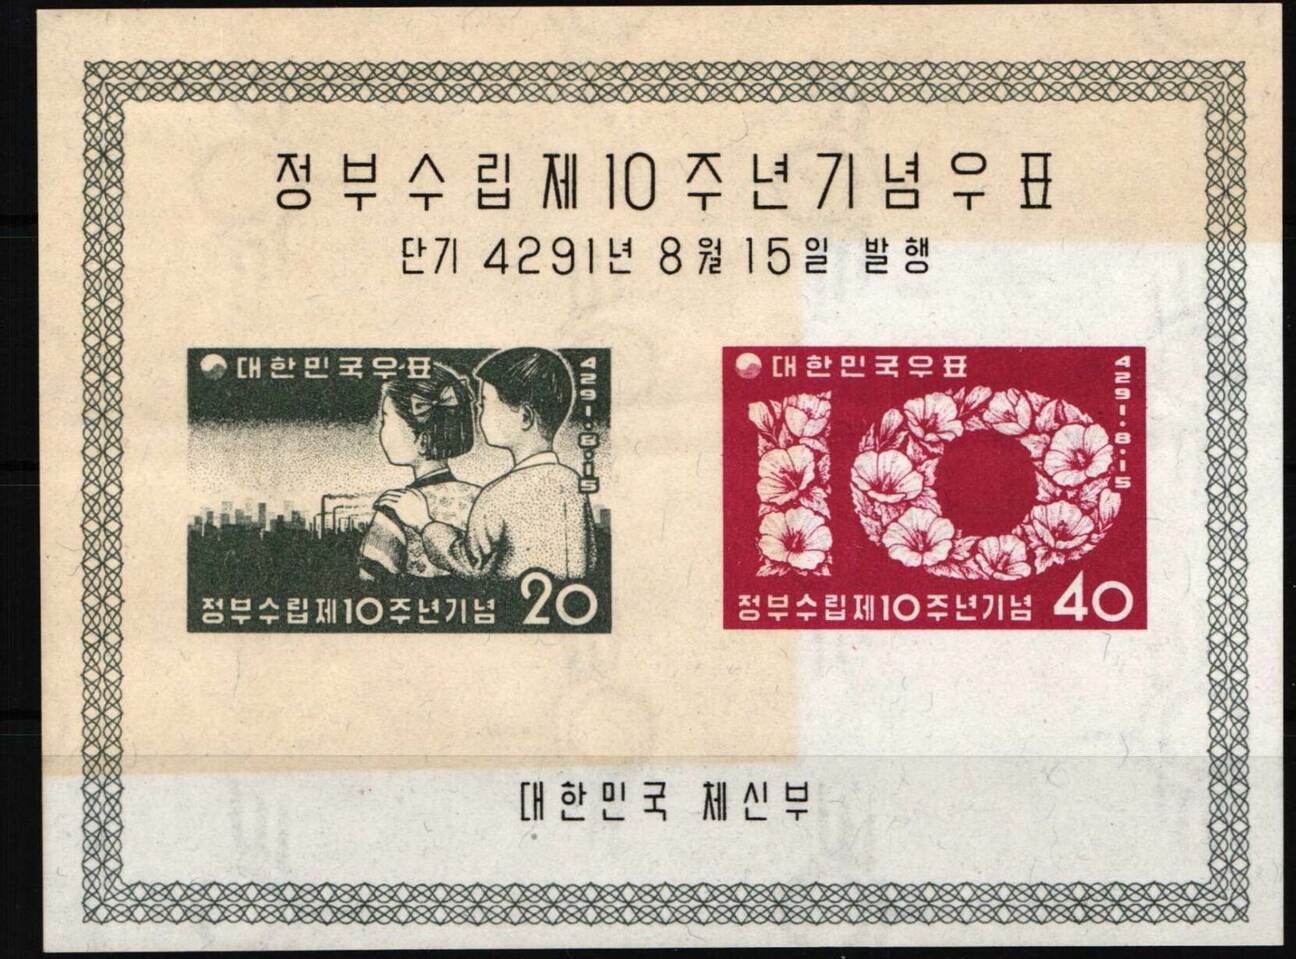 정부수립제10주년기념우표
단기 4291년 8월 15일 발행
대한민국우표
4291.8.15
정부수립제10주년기념 20
대한민국우표
4291.8.15
정부수립제10주년기념 40
대한민국 체신부